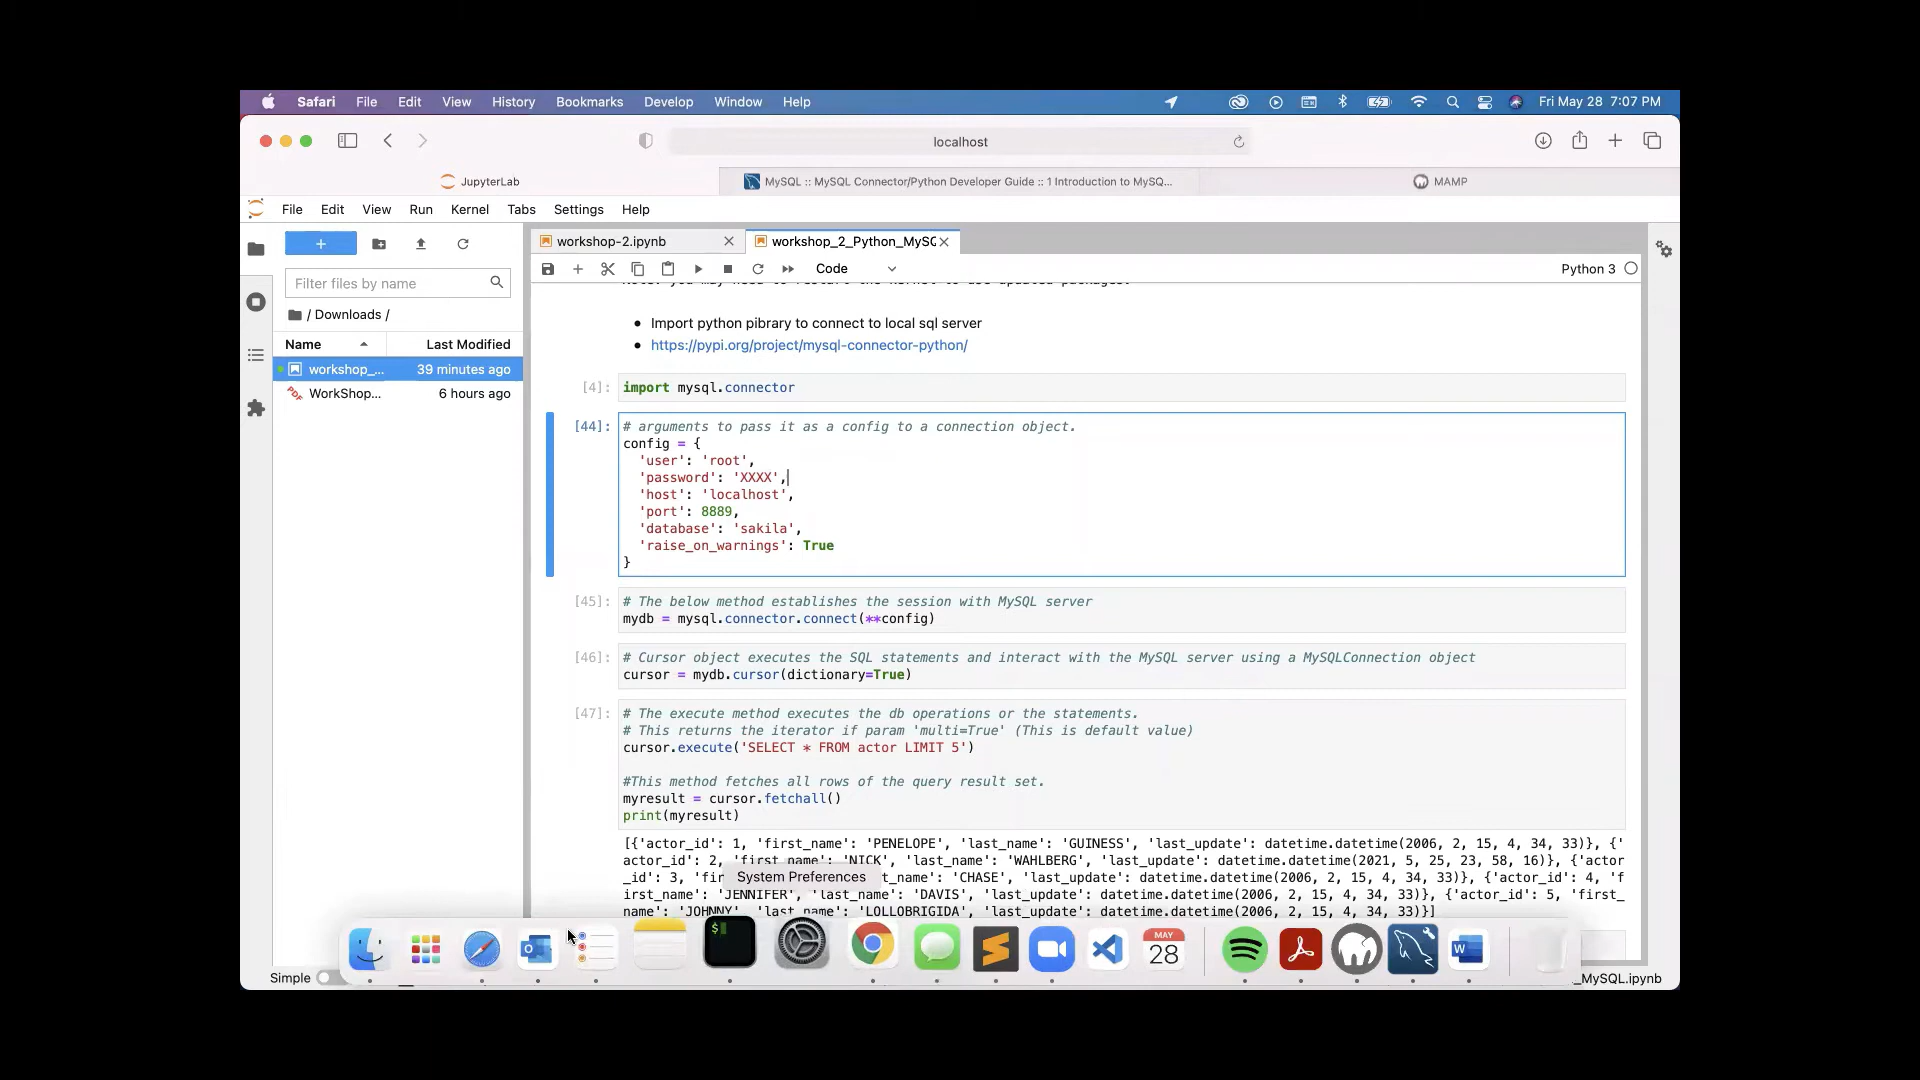 Safari File Edit View History Bookmarks Develop Window Help Fri May 28 7:07 PM
localhost
JupyterLab MySQL :: MySQL Connector/Python Developer Guide :: 1 Introduction to MySQ... MAMP
File Edit View Run Kernel Tabs Settings Help
+
workshop-2.ipynb workshop_2_Python_MySQ
Code Python 3
Filter files by name
/ Downloads /
Name Last Modified
workshop_... 39 minutes ago
WorkShop... 6 hours ago
Note: you may need to restart the kernel to use updated packages.
• Import python pibrary to connect to local sql server
• https://pypi.org/project/mysql-connector-python/
[4]: import mysql.connector
[44]: # arguments to pass it as a config to a connection object.
config = {
'user': 'root',
'password': 'XXXX',
'host': 'localhost',
'port': 8889,
'database': 'sakila',
'raise_on_warnings': True
}
[45]: # The below method establishes the session with MySQL server
mydb = mysql.connector.connect(**config)
[46]: # Cursor object executes the SQL statements and interact with the MySQL server using a MySQLConnection object
cursor = mydb.cursor(dictionary=True)
[47]: # The execute method executes the db operations or the statements.
# This returns the iterator if param 'multi=True' (This is default value)
cursor.execute('SELECT * FROM actor LIMIT 5')
#This method fetches all rows of the query result set.
myresult = cursor.fetchall()
print(myresult)
[{'actor_id': 1, 'first_name': 'PENELOPE', 'last_name': 'GUINESS', 'last_update': datetime.datetime(2006, 2, 15, 4, 34, 33)}, {'
actor_id': 2, 'first_name': 'NICK', 'last_name': 'WAHLBERG', 'last_update': datetime.datetime(2021, 5, 25, 23, 58, 16)}, {'actor
_id': 3, 'fir System Preferences t_name': 'CHASE', 'last_update': datetime.datetime(2006, 2, 15, 4, 34, 33)}, {'actor_id': 4, 'f
irst_name': 'JENNIFER', 'last_name': 'DAVIS', 'last_update': datetime.datetime(2006, 2, 15, 4, 34, 33)}, {'actor_id': 5, 'first_
name': 'JOHNNY', 'last_name': 'LOLLOBRIGIDA', 'last_update': datetime.datetime(2006, 2, 15, 4, 34, 33)}]
$
MAY
28
Simple _MySQL.ipynb